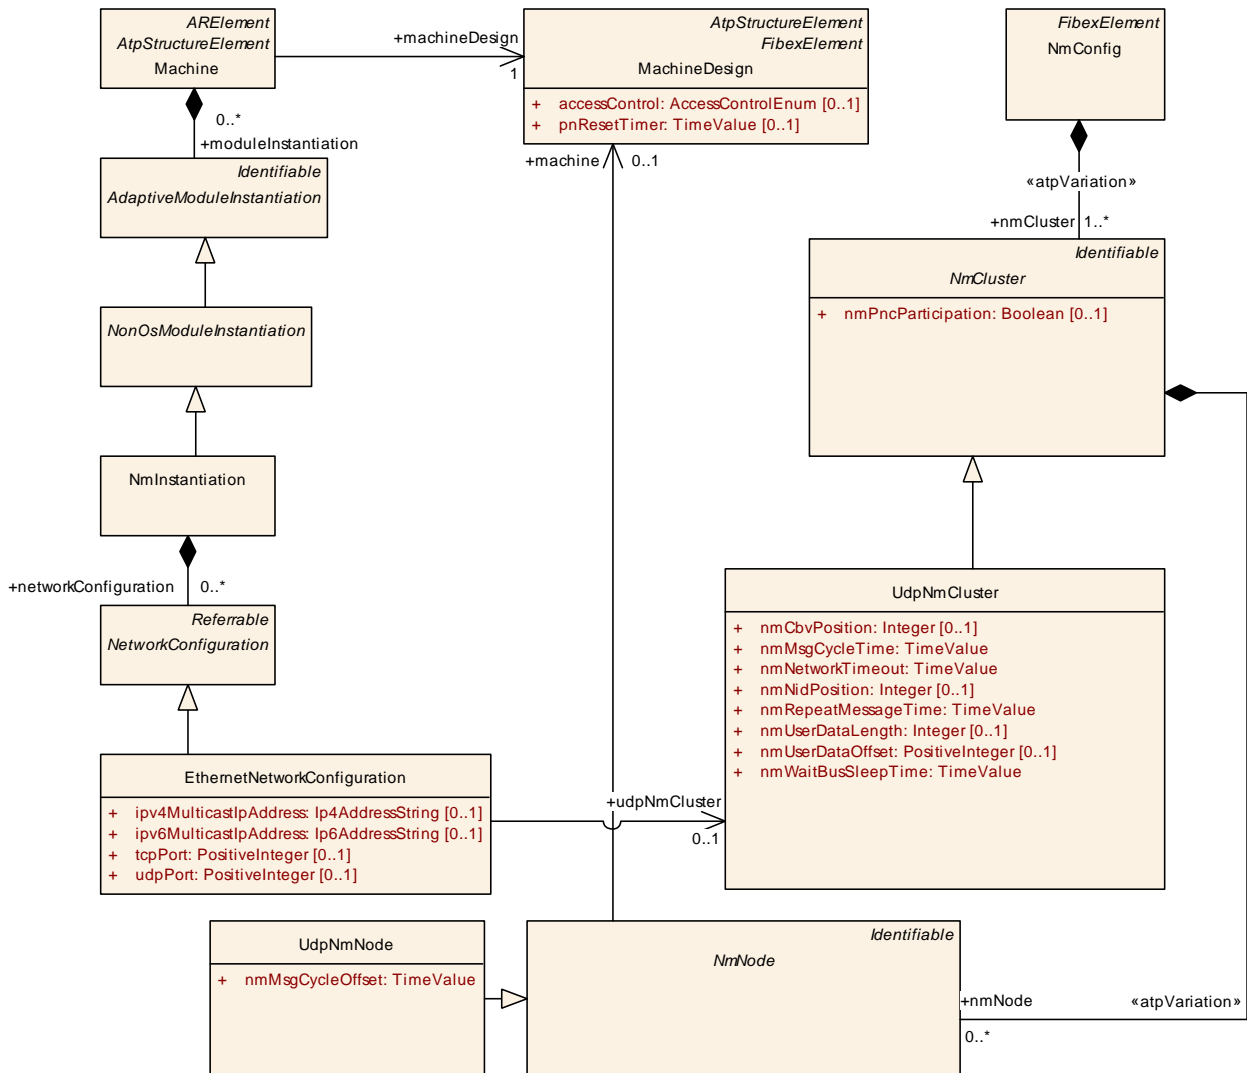 ARElement
AtpStructureElement
Machine
+machineDesign
1
AtpStructureElement
FibexElement
MachineDesign
+ accessControl: AccessControlEnum [0..1]
+ pnResetTimer: TimeValue [0..1]
FibexElement
NmConfig
0..*
+moduleInstantiation
+machine
0..1
Identifiable
AdaptiveModuleInstantiation
«atpVariation»
+nmCluster
1..*
Identifiable
NmCluster
+ nmPncParticipation: Boolean [0..1]
NonOsModuleInstantiation
NmInstantiation
+networkConfiguration
0..*
Referrable
NetworkConfiguration
UdpNmCluster
+ nmCbvPosition: Integer [0..1]
+ nmMsgCycleTime: TimeValue
+ nmNetworkTimeout: TimeValue
+ nmNidPosition: Integer [0..1]
+ nmRepeatMessageTime: TimeValue
+ nmUserDataLength: Integer [0..1]
+ nmUserDataOffset: PositiveInteger [0..1]
+ nmWaitBusSleepTime: TimeValue
EthernetNetworkConfiguration
+ ipv4MulticastIpAddress: Ip4AddressString [0..1]
+ ipv6MulticastIpAddress: Ip6AddressString [0..1]
+ tcpPort: PositiveInteger [0..1]
+ udpPort: PositiveInteger [0..1]
+udpNmCluster
0..1
UdpNmNode
+ nmMsgCycleOffset: TimeValue
Identifiable
NmNode
+nmNode
«atpVariation»
0..*